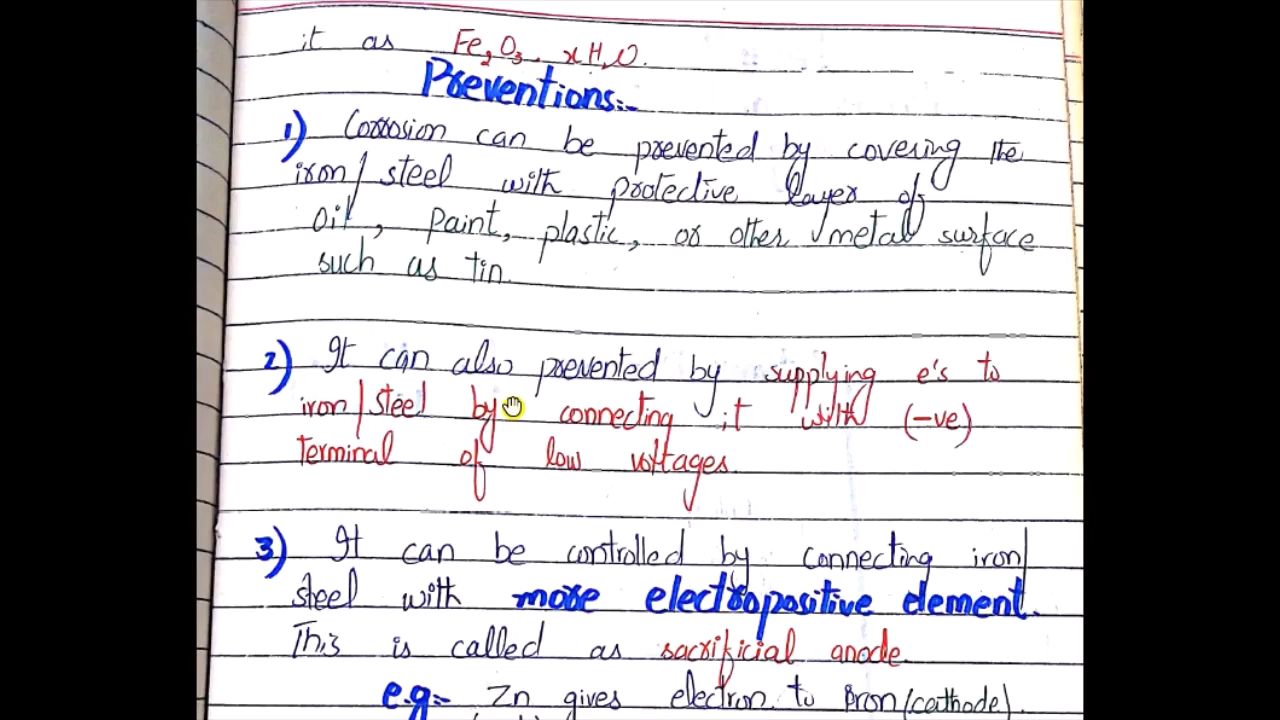 it as Fe₂O₃. xH₂O.
Preventions:-
1) Corrosion can be prevented by covering the
iron/steel with protective layer of
oil, paint, plastic, or other metal surface
such as tin.
2) It can also prevented by supplying e's to
iron/steel by connecting it with (-ve)
terminal of low voltages.
3) It can be controlled by connecting iron/
steel with more electropositive element.
This is called as sacrificial anode.
e.g:- Zn gives electron to iron/(cathode).